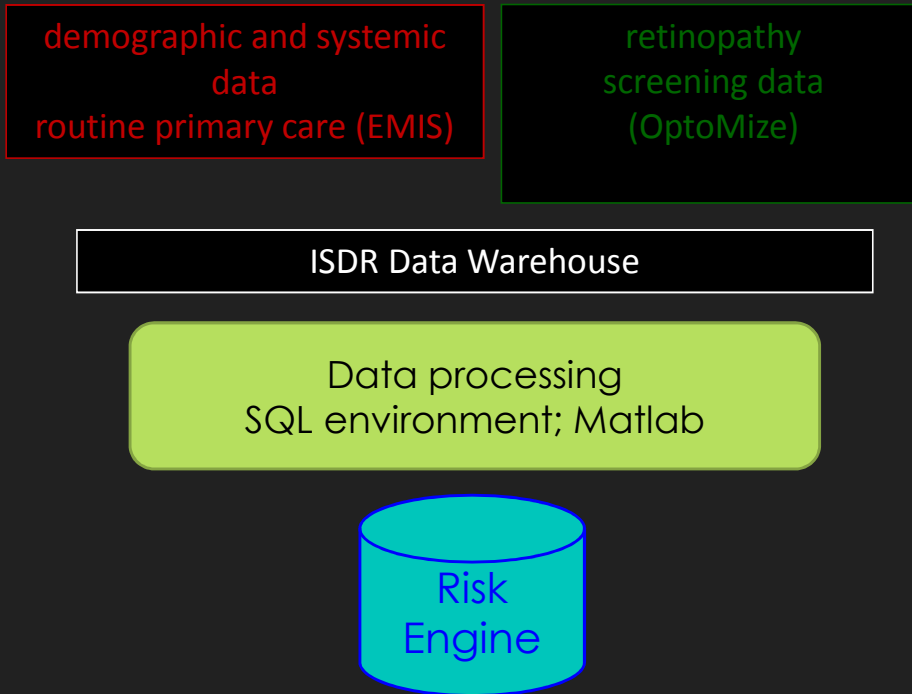 demographic and systemic
data
routine primary care (EMIS)
retinopathy
screening data
(OptoMize)
ISDR Data Warehouse
Data processing
SQL environment; Matlab
Risk
Engine